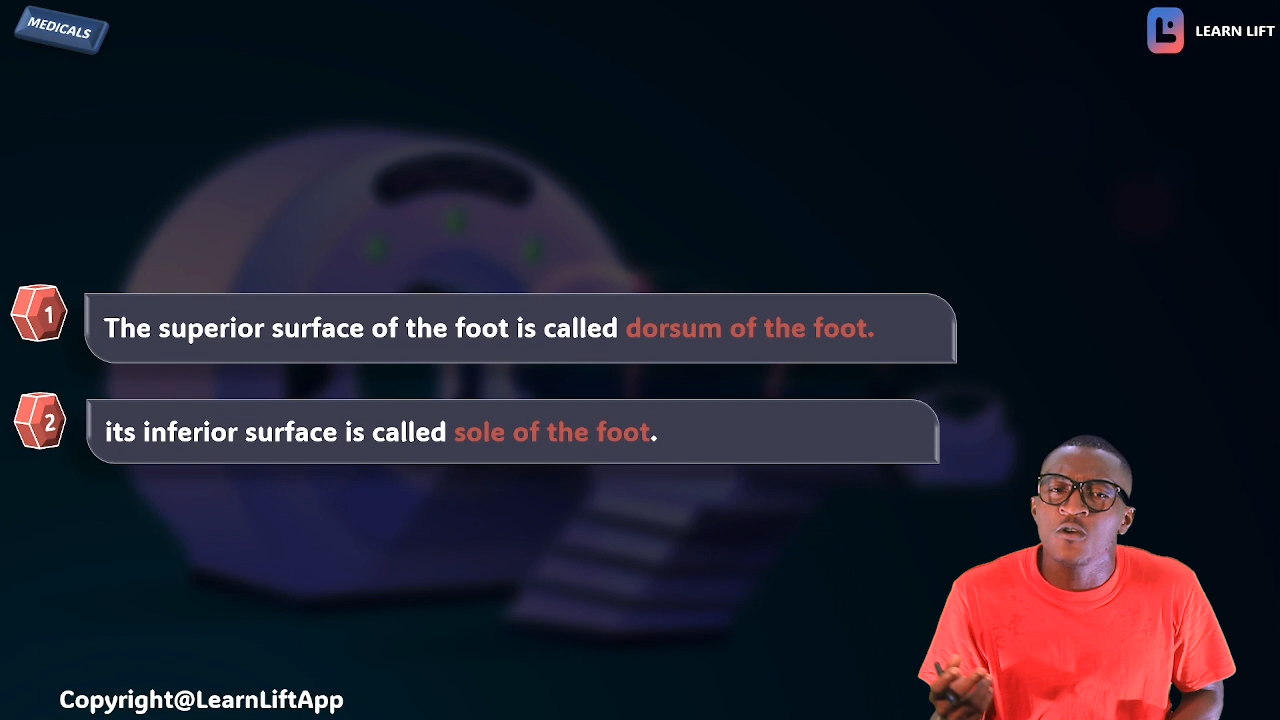 MEDICALS
LEARN LIFT
1
The superior surface of the foot is called dorsum of the foot.
2
its inferior surface is called sole of the foot.
Copyright@LearnLiftApp